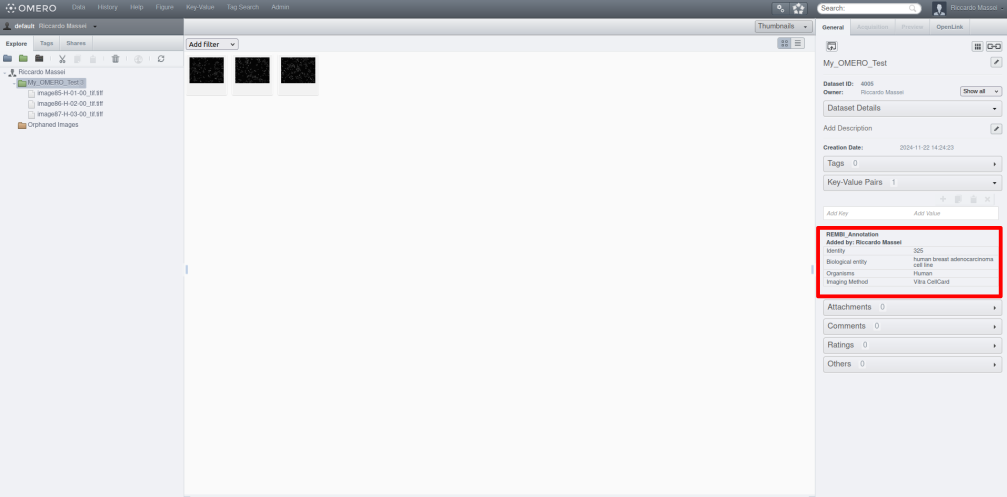 OMERO Data History Help Figure Key-Value Tag Search Admin Search: Riccardo Massei
default Riccardo Massei
Thumbnails
General Acquisition Preview OpenLink
Explore Tags Shares
Add filter
Riccardo Massei
My_OMERO_Test 3
image85-H-01-00_tif.tiff
image86-H-02-00_tif.tiff
image87-H-03-00_tif.tiff
Orphaned Images
My_OMERO_Test
Dataset ID: 4005
Owner: Riccardo Massei
Show all
Dataset Details
Add Description
Creation Date: 2024-11-22 14:24:23
Tags 0
Key-Value Pairs 1
Add Key Add Value
REMBI_Annotation
Added by: Riccardo Massei
Identity 325
Biological entity human breast adenocarcinoma
cell line
Organisms Human
Imaging Method Vitra CellCard
Attachments 0
Comments 0
Ratings 0
Others 0